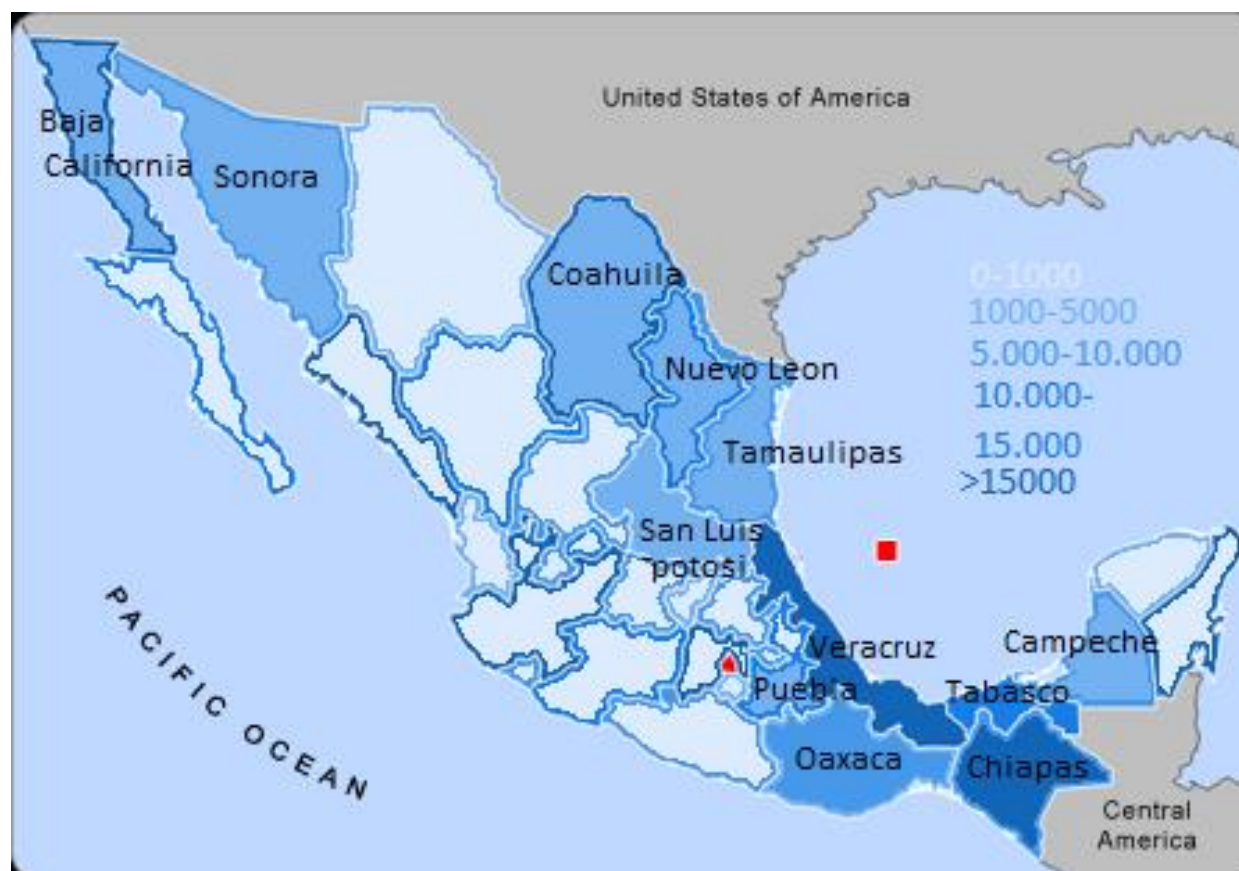 United States of America
Baja
California
Sonora
Coahuila
0-1000
1000-5000
5.000-10.000
10.000-
15.000
>15000
Nuevo Leon
Tamaulipas
San Luis
potosi
Veracruz
Campeche
Puebla
Tabasco
Oaxaca
Chiapas
PACIFIC OCEAN
Central
America